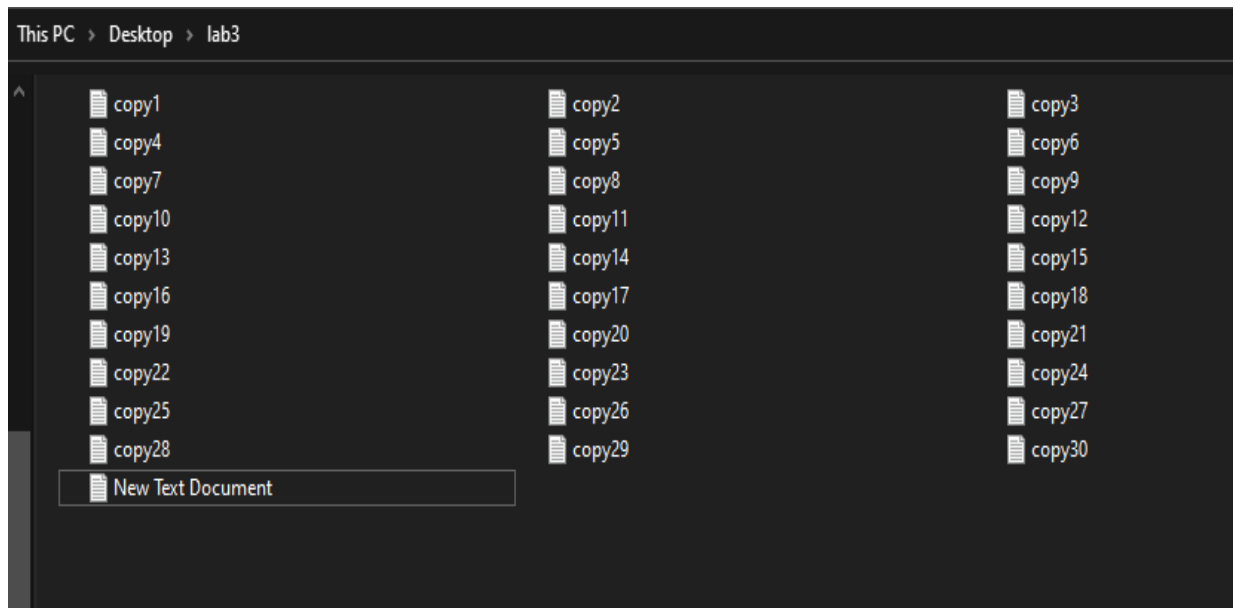 This PC > Desktop > lab3
copy1 copy2 copy3
copy4 copy5 copy6
copy7 copy8 copy9
copy10 copy11 copy12
copy13 copy14 copy15
copy16 copy17 copy18
copy19 copy20 copy21
copy22 copy23 copy24
copy25 copy26 copy27
copy28 copy29 copy30
New Text Document